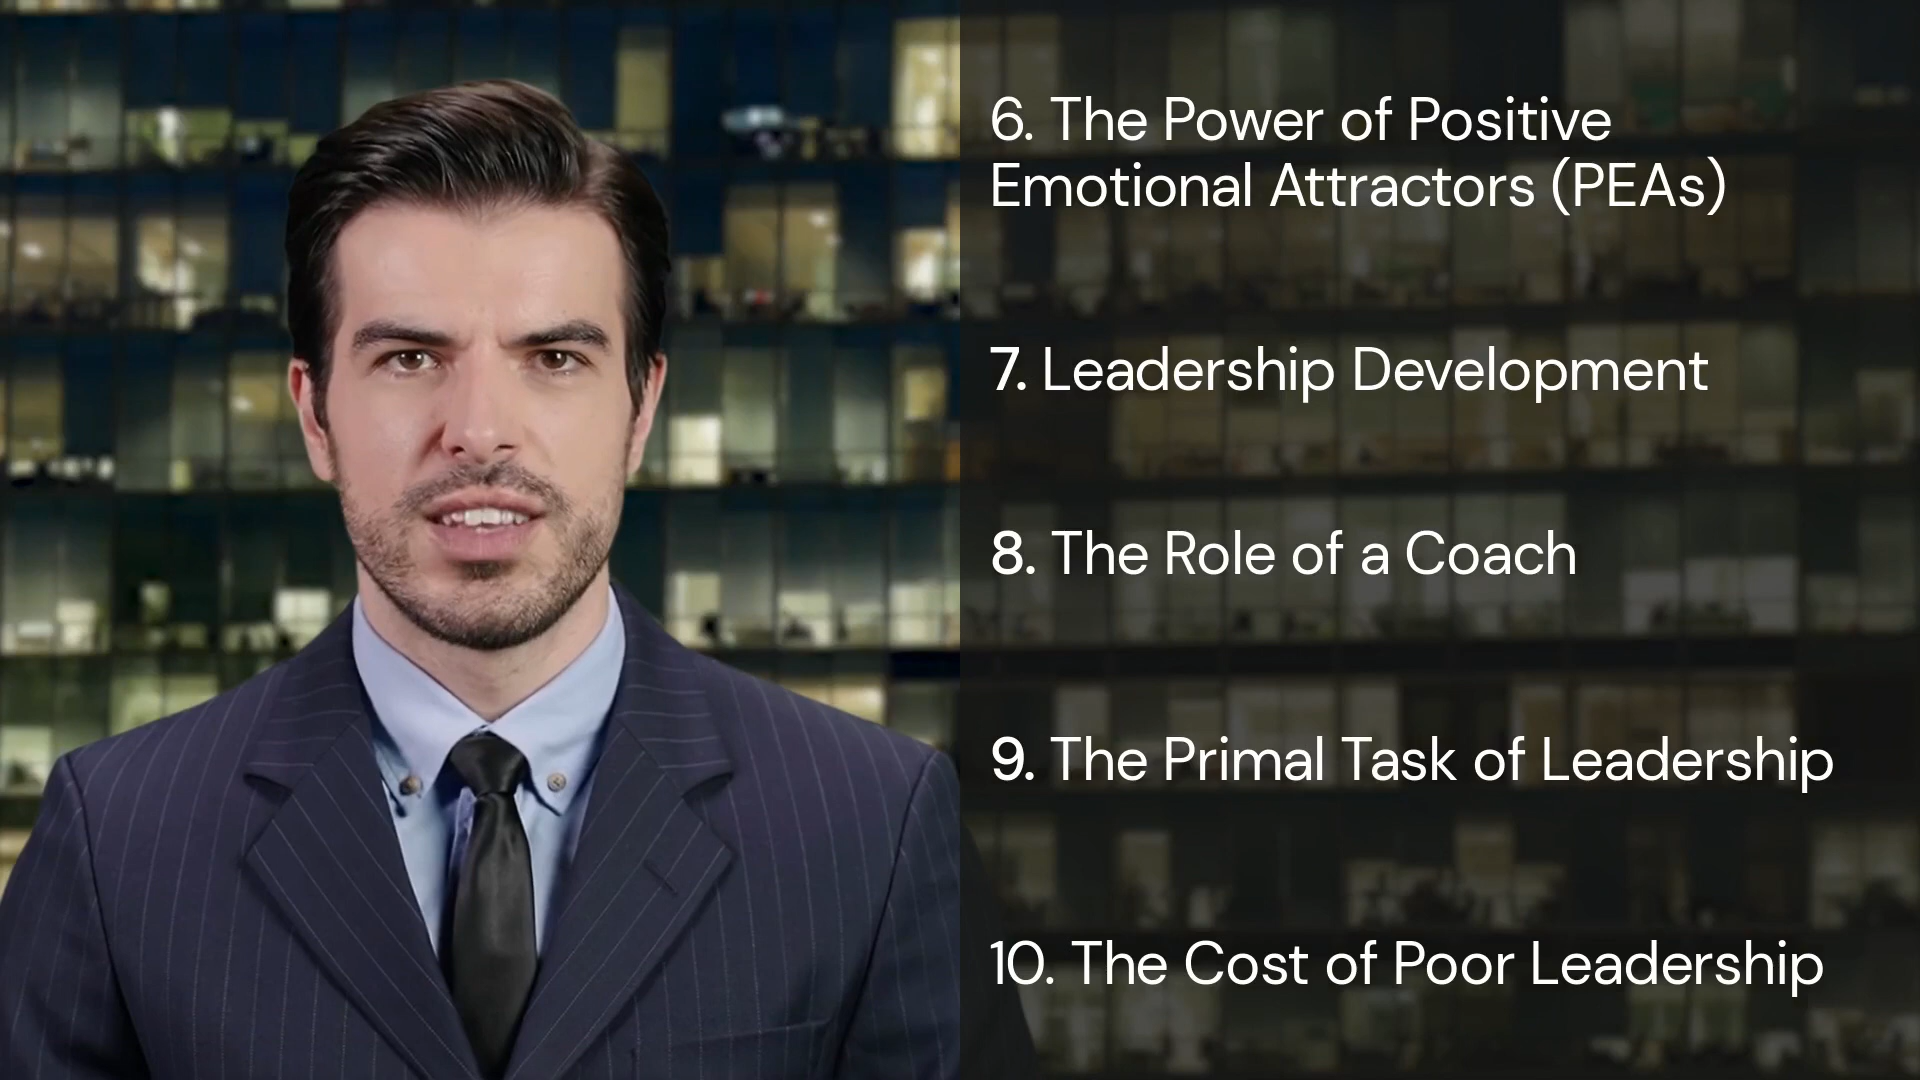 6. The Power of Positive
Emotional Attractors (PEAs)
7. Leadership Development
8. The Role of a Coach
9. The Primal Task of Leadership
10. The Cost of Poor Leadership